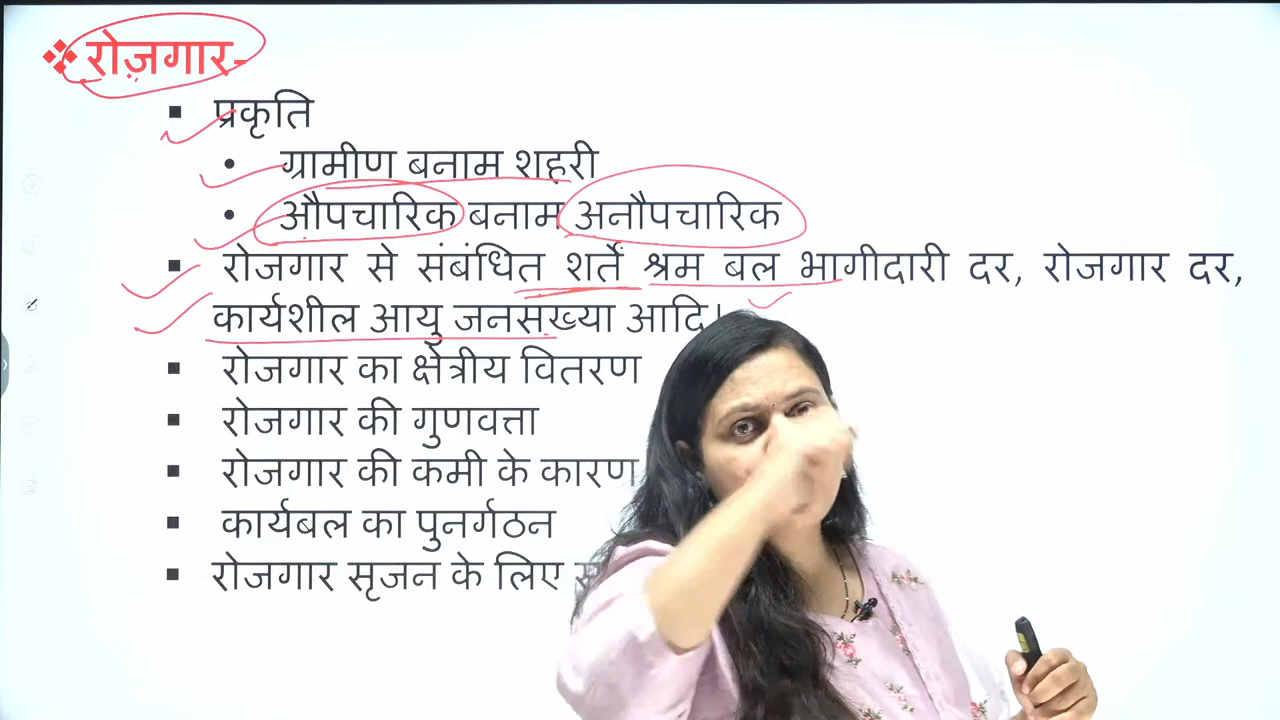 रोज़गार-
प्रकृति
ग्रामीण बनाम शहरी
औपचारिक बनाम अनौपचारिक
रोजगार से संबंधित शर्तें श्रम बल भागीदारी दर, रोजगार दर,
कार्यशील आयु जनसख्या आदि।
रोजगार का क्षेत्रीय वितरण
रोजगार की गुणवत्ता
रोजगार की कमी के कारण
कार्यबल का पुनर्गठन
रोजगार सृजन के लिए